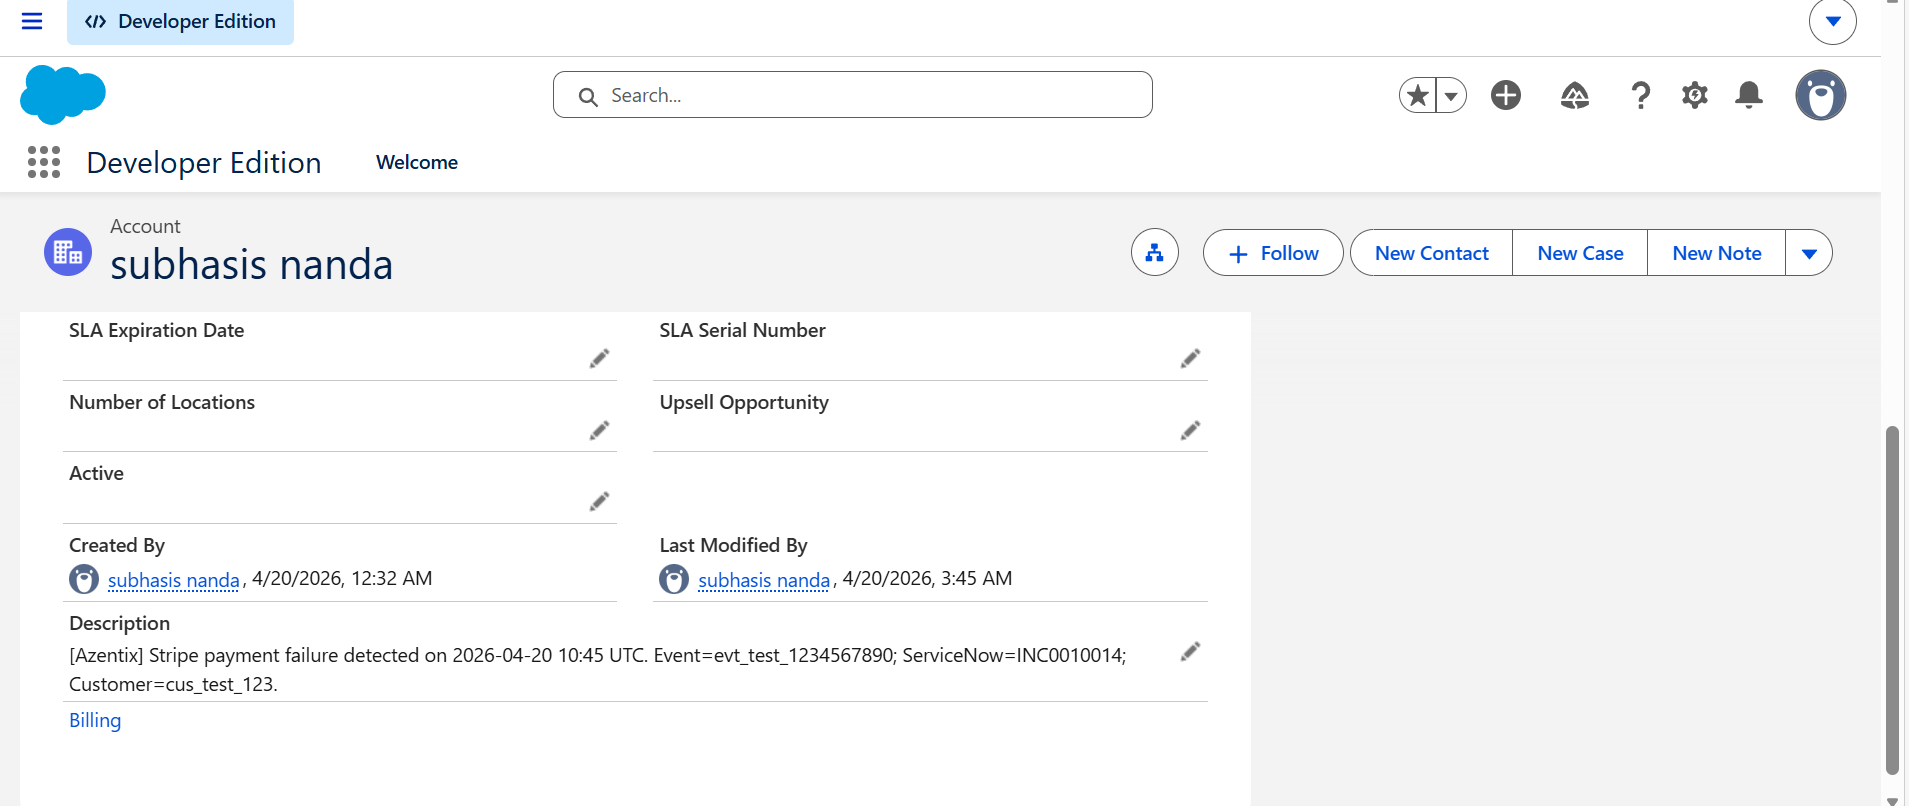 Developer Edition
Search...
Developer Edition
Welcome
Account
subhasis nanda
Follow
New Contact
New Case
New Note
SLA Expiration Date
SLA Serial Number
Number of Locations
Upsell Opportunity
Active
Created By
subhasis nanda, 4/20/2026, 12:32 AM
Last Modified By
subhasis nanda, 4/20/2026, 3:45 AM
Description
[Azentix] Stripe payment failure detected on 2026-04-20 10:45 UTC. Event=evt_test_1234567890; ServiceNow=INC0010014;
Customer=cus_test_123.
Billing